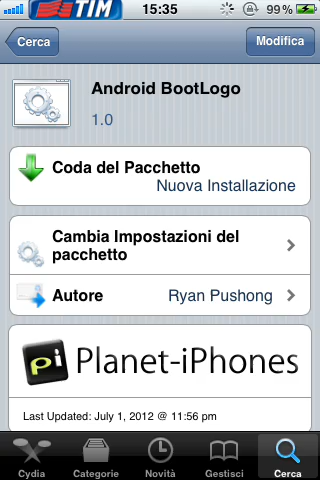 TIM 15:35 99%
Cerca Modifica
Android BootLogo
1.0
Coda del Pacchetto
Nuova Installazione
Cambia Impostazioni del
pacchetto
Autore Ryan Pushong
pi Planet-iPhones
Last Updated: July 1, 2012 @ 11:56 pm
Cydia Categorie Novità Gestisci Cerca